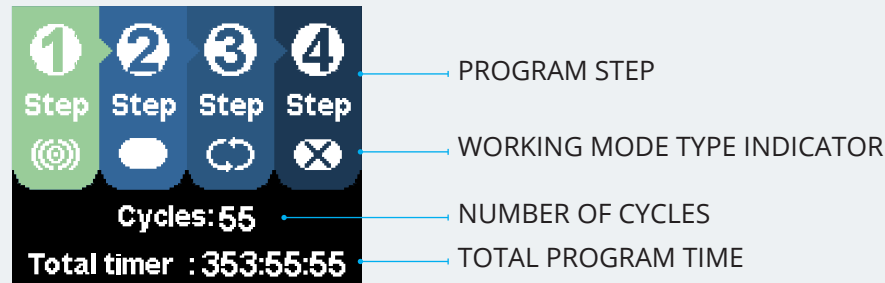 1 2 3 4
Step Step Step Step
PROGRAM STEP
WORKING MODE TYPE INDICATOR
Cycles:55
NUMBER OF CYCLES
Total timer :353:55:55
TOTAL PROGRAM TIME